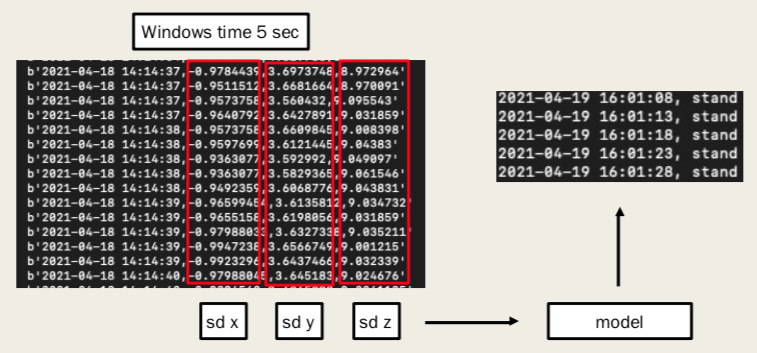 Windows time 5 sec
b'2021-04-18 14:14:37,-0.9784439,3.6973748,8.972964'
b'2021-04-18 14:14:37,-0.9511512,3.6681664,8.970091'
b'2021-04-18 14:14:37,-0.9573758,3.560432,9.095543'
b'2021-04-18 14:14:37,-0.9640792,3.6427891,9.031859'
b'2021-04-18 14:14:38,-0.9573758,3.6609845,9.008398'
b'2021-04-18 14:14:38,-0.9597699,3.6121445,9.04383'
b'2021-04-18 14:14:38,-0.9363077,3.592992,9.049097'
b'2021-04-18 14:14:38,-0.9363077,3.5829365,9.061546'
b'2021-04-18 14:14:38,-0.9492359,3.6068776,9.043831'
b'2021-04-18 14:14:39,-0.96599454,3.6135812,9.034732'
b'2021-04-18 14:14:39,-0.9655158,3.6198056,9.031859'
b'2021-04-18 14:14:39,-0.97988033,3.6327338,9.035211'
b'2021-04-18 14:14:39,-0.9947238,3.6566749,9.001215'
b'2021-04-18 14:14:39,-0.9923296,3.6437466,9.032339'
b'2021-04-18 14:14:40,-0.97988045,3.645183,9.024676'
2021-04-19 16:01:08, stand
2021-04-19 16:01:13, stand
2021-04-19 16:01:18, stand
2021-04-19 16:01:23, stand
2021-04-19 16:01:28, stand
sd x
sd y
sd z
model